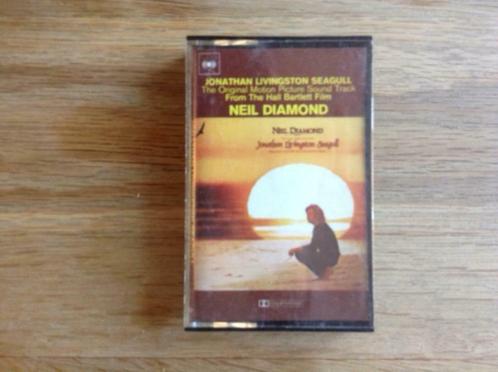 CBS
JONATHAN LIVINGSTON SEAGULL
The Original Motion Picture Sound Track
From The Hall Bartlett Film
NEIL DIAMOND
NEIL DIAMOND
Jonathan Livingston Seagull